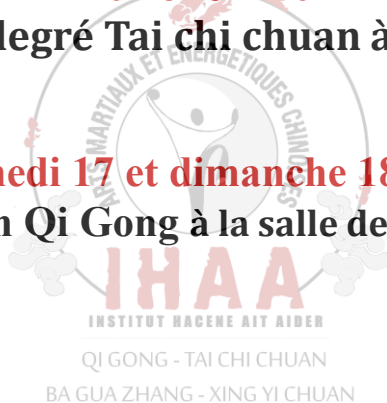 legré Tai chi chuan à
ARTS MARTIAUX ET ENERGETIQUES CHINOIS
nedi 17 et dimanche 18
n Qi Gong à la salle de
IHAA
INSTITUT HACENE AIT AIDER
QI GONG - TAI CHI CHUAN
BA GUA ZHANG - XING YI CHUAN